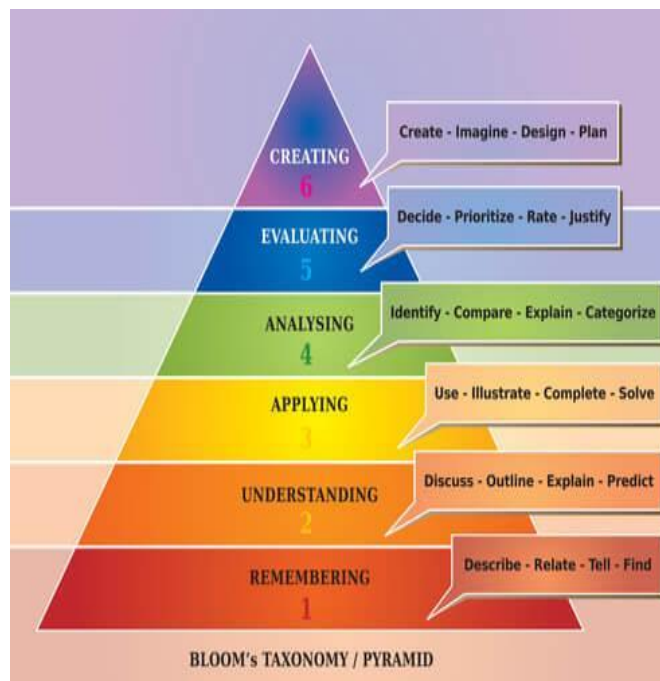 Create - Imagine - Design - Plan
CREATING
6
Decide - Prioritize - Rate - Justify
EVALUATING
5
Identify - Compare - Explain - Categorize
ANALYSING
4
Use - Illustrate - Complete - Solve
APPLYING
3
Discuss - Outline - Explain - Predict
UNDERSTANDING
2
Describe - Relate - Tell - Find
REMEMBERING
1
BLOOM's TAXONOMY / PYRAMID